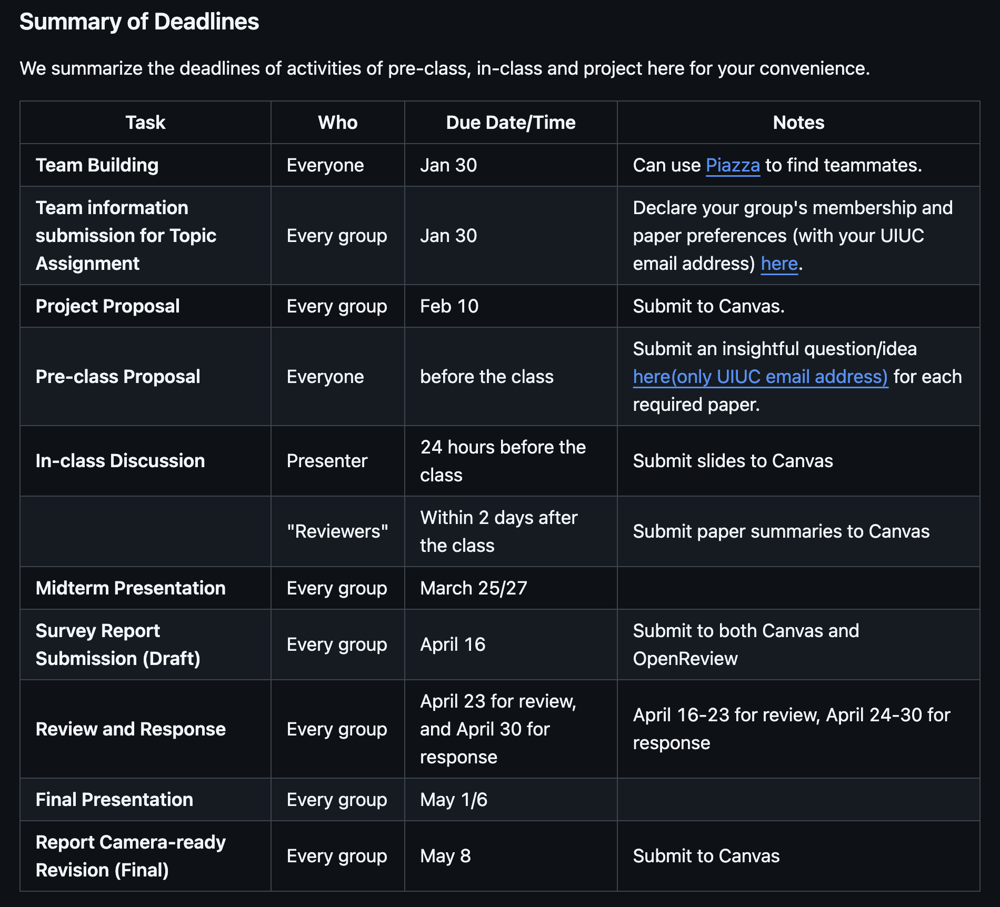 Summary of Deadlines
We summarize the deadlines of activities of pre-class, in-class and project here for your convenience.
Task Who Due Date/Time Notes
Team Building Everyone Jan 30 Can use Piazza to find teammates.
Team information
submission for Topic
Assignment
Every group
Jan 30
Declare your group's membership and
paper preferences (with your UIUC
email address) here.
Project Proposal Every group Feb 10 Submit to Canvas.
Pre-class Proposal
Everyone
before the class
Submit an insightful question/idea
here(only UIUC email address) for each
required paper.
In-class Discussion
Presenter
24 hours before the
class
Submit slides to Canvas
"Reviewers"
Within 2 days after
the class
Submit paper summaries to Canvas
Midterm Presentation Every group March 25/27
Survey Report
Submission (Draft)
Every group
April 16
Submit to both Canvas and
OpenReview
Review and Response
Every group
April 23 for review,
and April 30 for
response
April 16-23 for review, April 24-30 for
response
Final Presentation Every group May 1/6
Report Camera-ready
Revision (Final)
Every group
May 8
Submit to Canvas